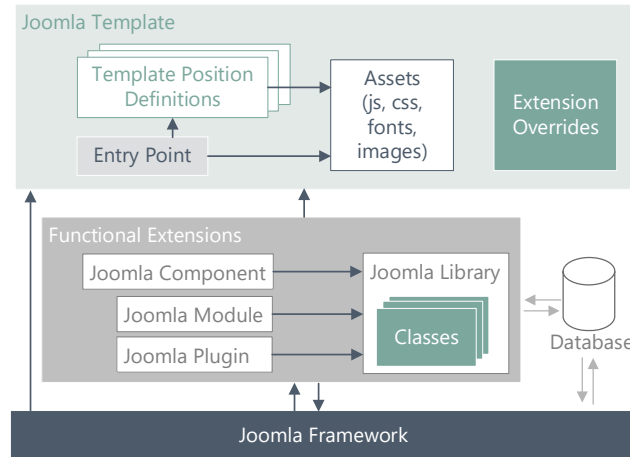 Joomla Template
Template Position
Definitions
Entry Point
Assets
(js, css,
fonts,
images)
Extension
Overrides
Functional Extensions
Joomla Component
Joomla Module
Joomla Plugin
Joomla Library
Classes
Database
Joomla Framework